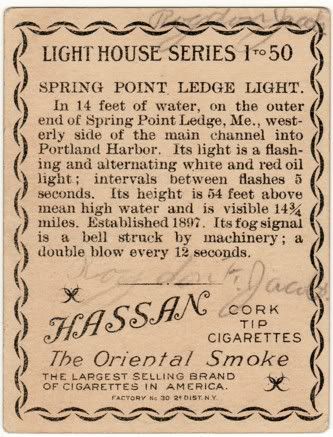 LIGHT HOUSE SERIES 1 TO 50
SPRING POINT LEDGE LIGHT.
In 14 feet of water, on the outer
end of Spring Point Ledge, Me., west-
erly side of the main channel into
Portland Harbor. Its light is a flash-
ing and alternating white and red oil
light; intervals between flashes 5
seconds. Its height is 54 feet above
mean high water and is visible 14¾
miles. Established 1897. Its fog signal
is a bell struck by machinery; a
double blow every 12 seconds.
HASSAN
CORK
TIP
CIGARETTES
The Oriental Smoke
THE LARGEST SELLING BRAND
OF CIGARETTES IN AMERICA.
FACTORY No 30 2d DIST. N.Y.